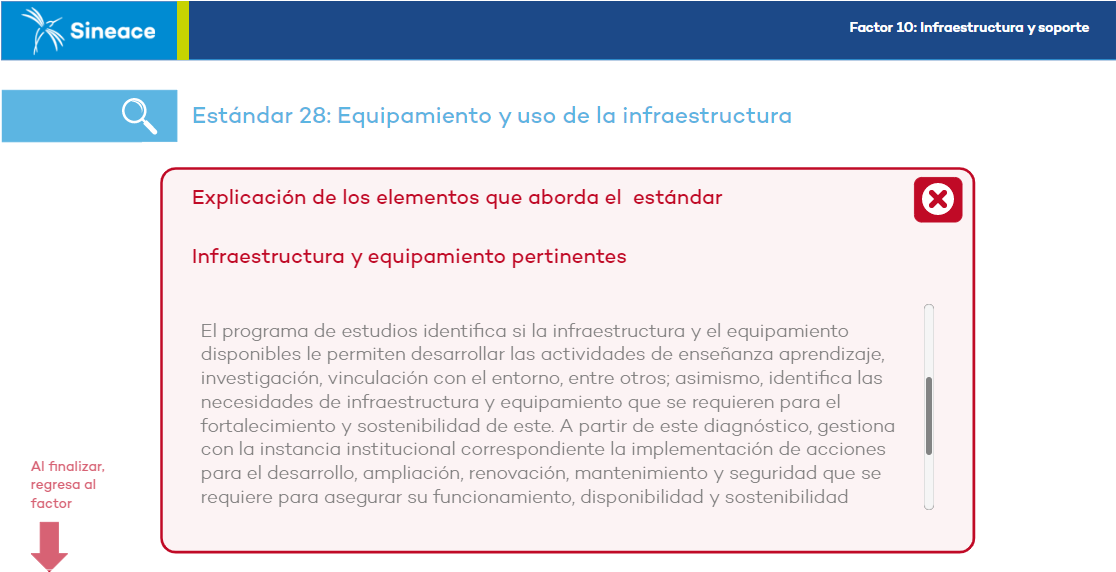 Sineace
Factor 10: Infraestructura y soporte
Estándar 28: Equipamiento y uso de la infraestructura
Explicación de los elementos que aborda el estándar
Infraestructura y equipamiento pertinentes
El programa de estudios identifica si la infraestructura y el equipamiento
disponibles le permiten desarrollar las actividades de enseñanza aprendizaje,
investigación, vinculación con el entorno, entre otros; asimismo, identifica las
necesidades de infraestructura y equipamiento que se requieren para el
fortalecimiento y sostenibilidad de este. A partir de este diagnóstico, gestiona
con la instancia institucional correspondiente la implementación de acciones
para el desarrollo, ampliación, renovación, mantenimiento y seguridad que se
requiere para asegurar su funcionamiento, disponibilidad y sostenibilidad
Al finalizar,
regresa al
factor